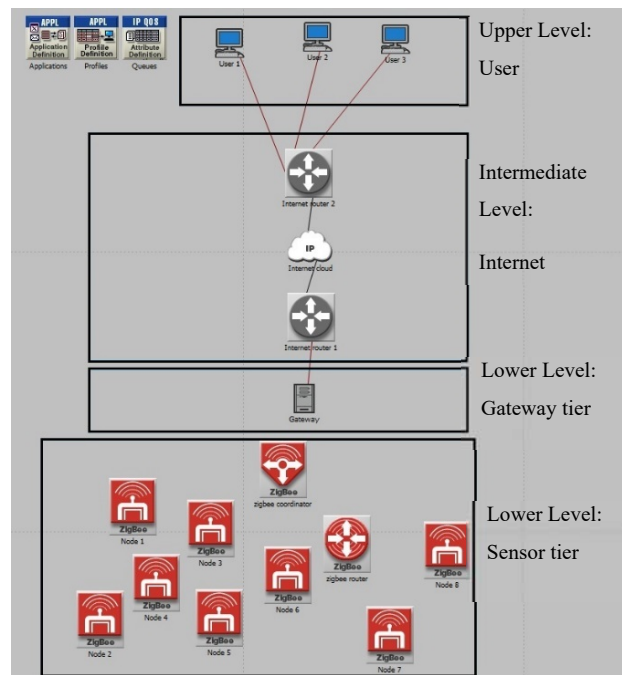 APPL
APPL
IP QOS
Application
Definition
Profile
Definition
Attribute
Definition
Applications
Profiles
Queues
User 1
User 2
User 3
Upper Level:
User
Internet router 2
IP
Internet cloud
Internet router 1
Intermediate
Level:
Internet
Gateway
Lower Level:
Gateway tier
ZigBee
zigbee coordinator
ZigBee
Node 1
ZigBee
Node 3
ZigBee
zigbee router
ZigBee
Node 8
ZigBee
Node 4
ZigBee
Node 6
ZigBee
Node 2
ZigBee
Node 5
ZigBee
Node 7
Lower Level:
Sensor tier